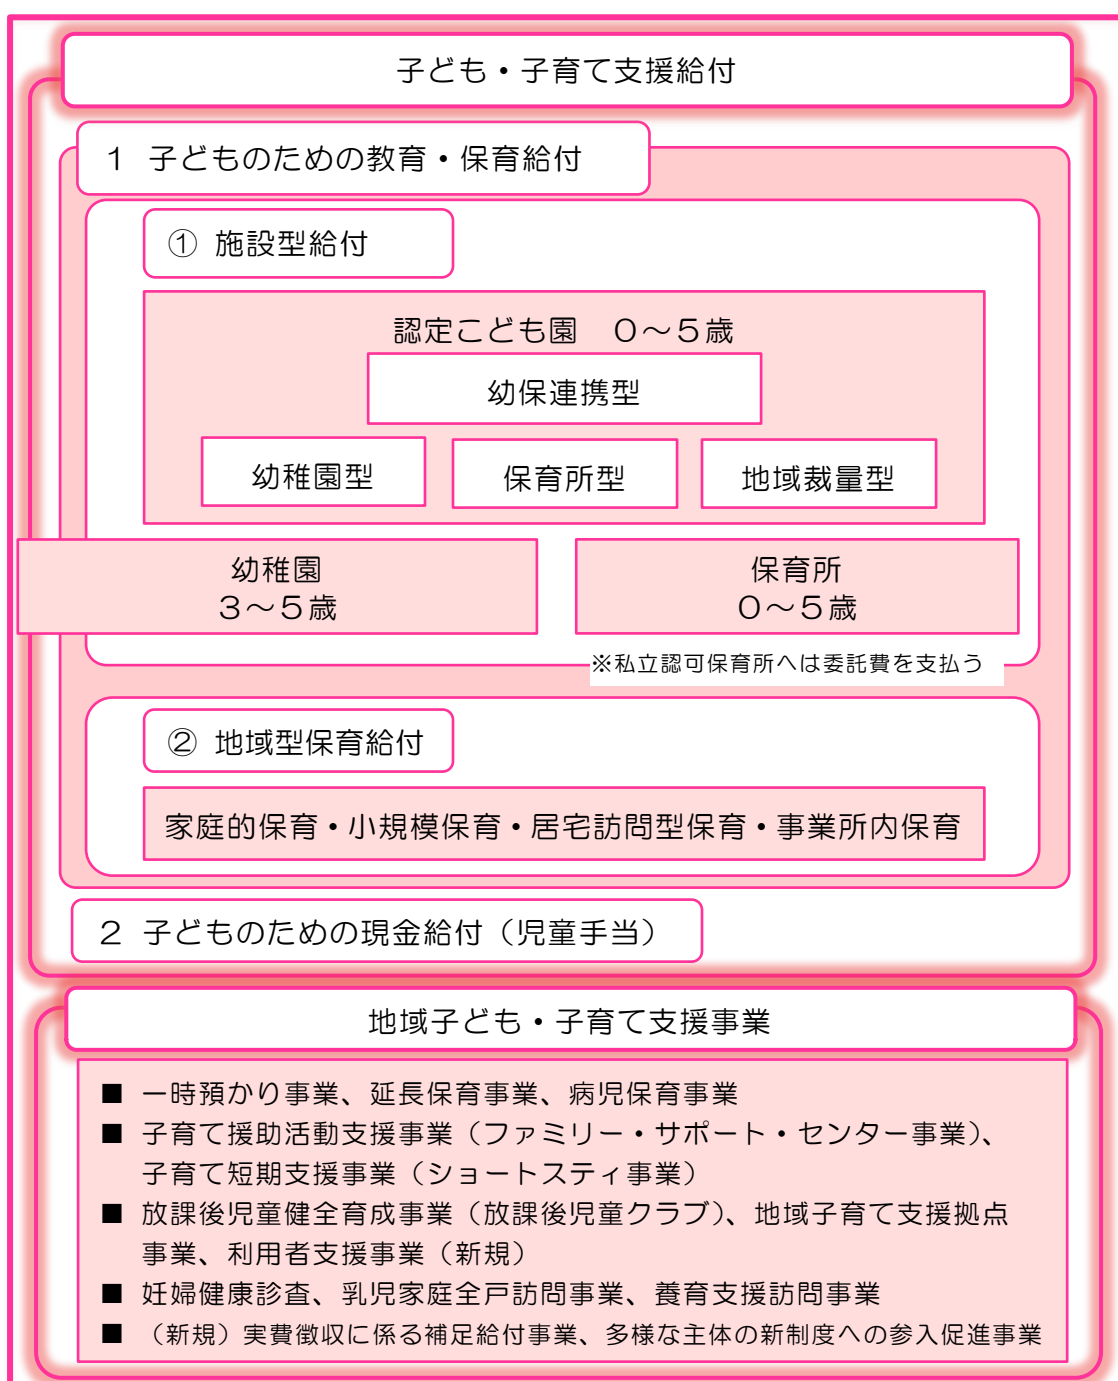 子ども・子育て支援給付
1 子どものための教育・保育給付
① 施設型給付
認定こども園 0～5歳
幼保連携型
幼稚園型
保育所型
地域裁量型
幼稚園
3～5歳
保育所
0～5歳
※私立認可保育所へは委託費を支払う
② 地域型保育給付
家庭的保育・小規模保育・居宅訪問型保育・事業所内保育
2 子どものための現金給付（児童手当）
地域子ども・子育て支援事業
■ 一時預かり事業、延長保育事業、病児保育事業
■ 子育て援助活動支援事業（ファミリー・サポート・センター事業）、
子育て短期支援事業（ショートスティ事業）
■ 放課後児童健全育成事業（放課後児童クラブ）、地域子育て支援拠点
事業、利用者支援事業（新規）
■ 妊婦健康診査、乳児家庭全戸訪問事業、養育支援訪問事業
■ （新規）実費徴収に係る補足給付事業、多様な主体の新制度への参入促進事業